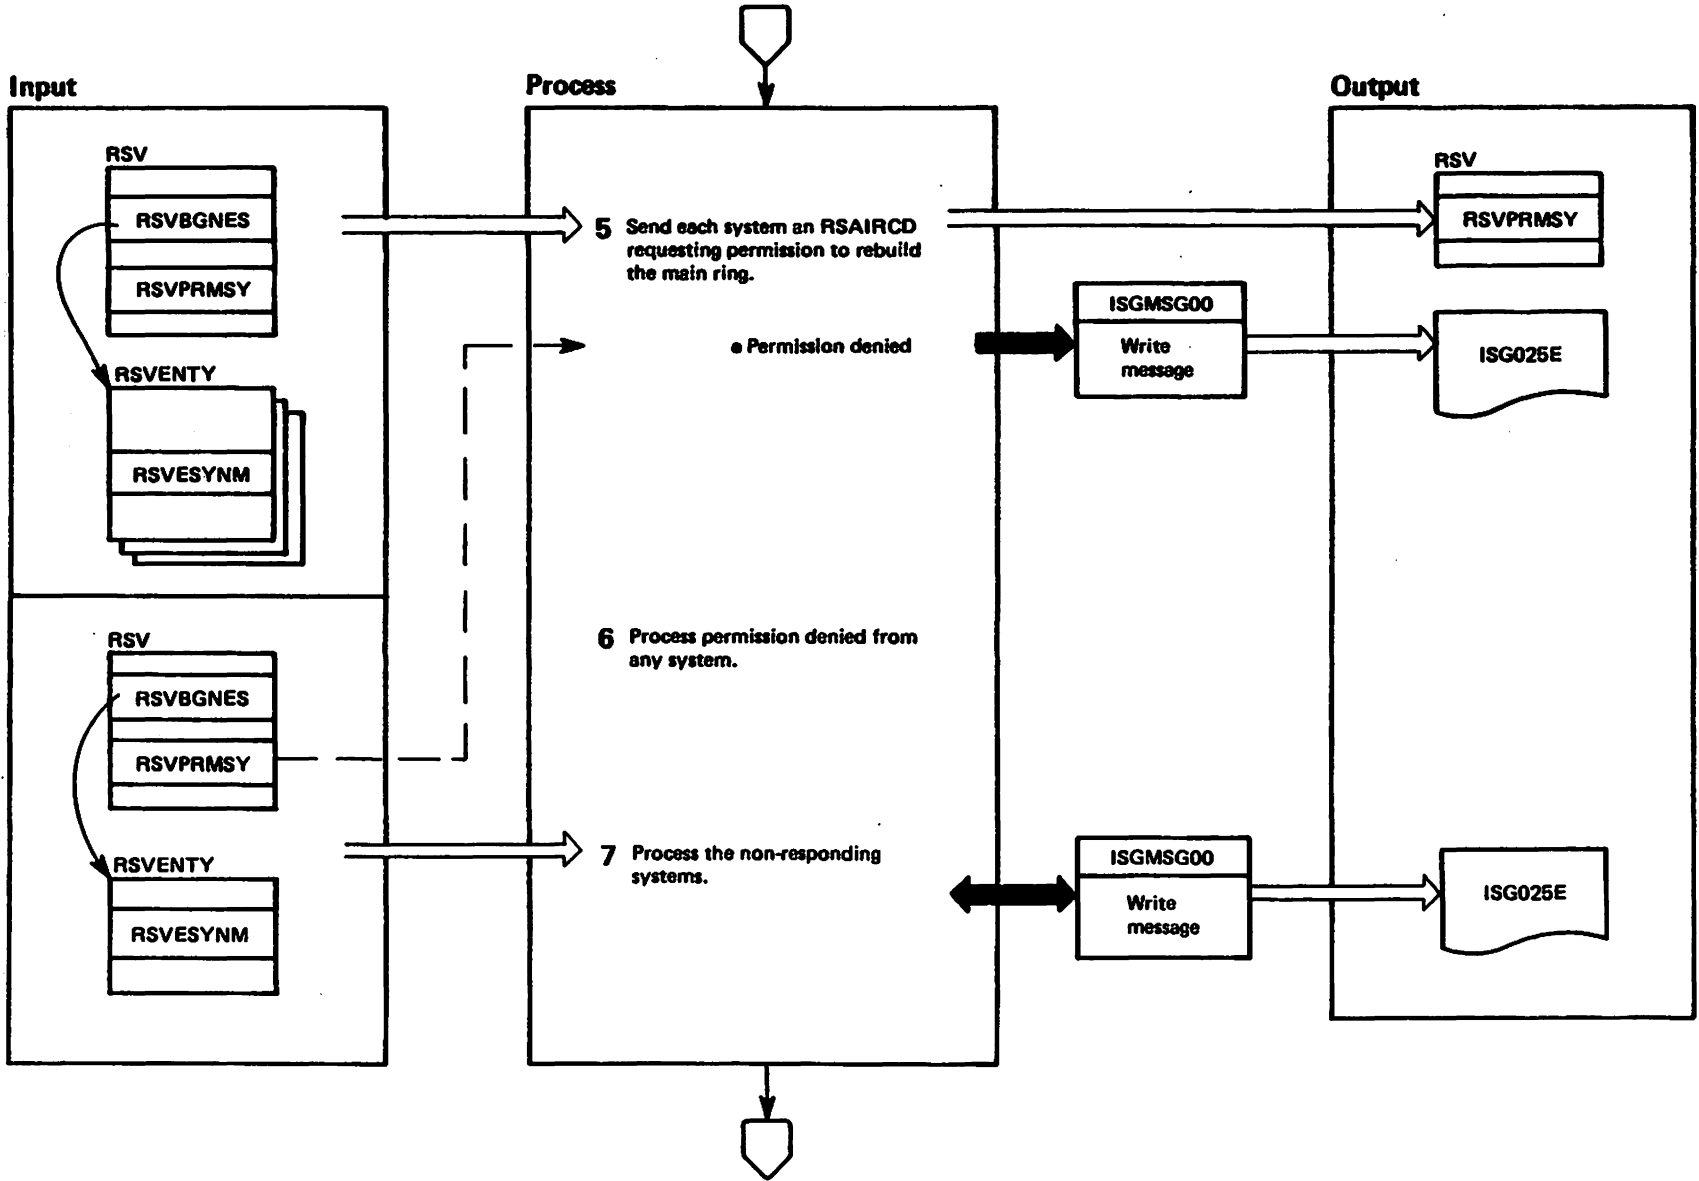 Input
Process
Output
RSV
RSVBGNES
RSVPRMSY
RSVENTY
RSVESYNM
5 Send each system an RSAIRCD
requesting permission to rebuild
the main ring.
• Permission denied
ISGMSG00
Write
message
RSV
RSVPRMSY
ISG025E
RSV
RSVBGNES
RSVPRMSY
RSVENTY
RSVESYNM
6 Process permission denied from
any system.
7 Process the non-responding
systems.
ISGMSG00
Write
message
ISG025E